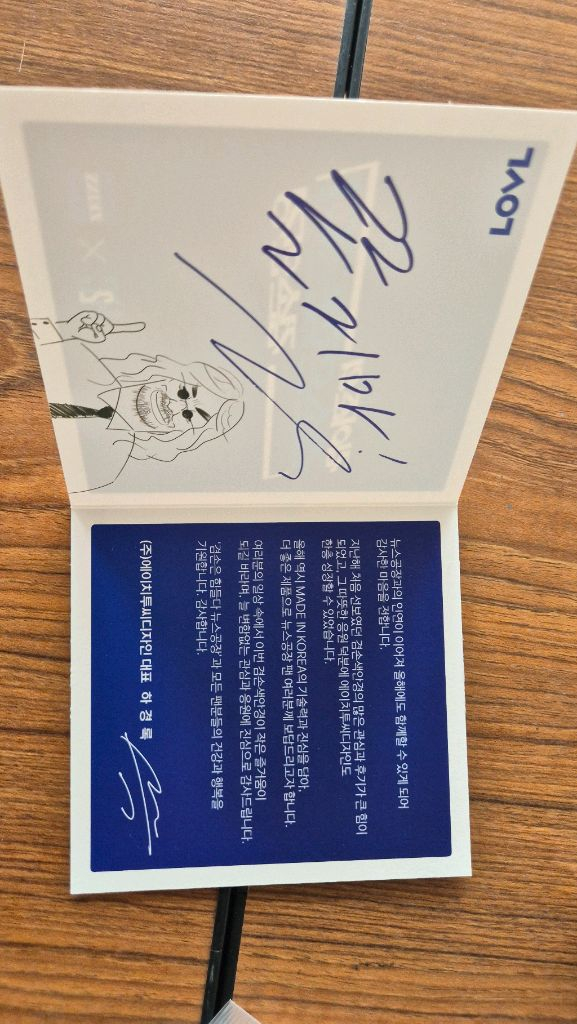 LOVL
뉴스공장과의 인연이 이어져 올해에도 함께할 수 있게 되어
감사한 마음을 전합니다.
지난해 처음 선보였던 겸손색안경의 많은 관심과 후기가 큰 힘이
되었고, 그 따뜻한 응원 덕분에 에이치투씨디자인도
한층 성장할 수 있었습니다.
올해 역시 MADE IN KOREA의 기술력과 진심을 담아,
더 좋은 제품으로 뉴스공장 팬 여러분께 보답드리고자 합니다.
여러분의 일상 속에서 이번 겸손색안경이 작은 즐거움이
되길 바라며, 늘 변함없는 관심과 응원에 진심으로 감사드립니다.
'겸손은 힘들다 뉴스공장' 과 모든 팬분들의 건강과 행복을
기원합니다. 감사합니다.
(주)에이치투씨디자인 대표 하 경 록